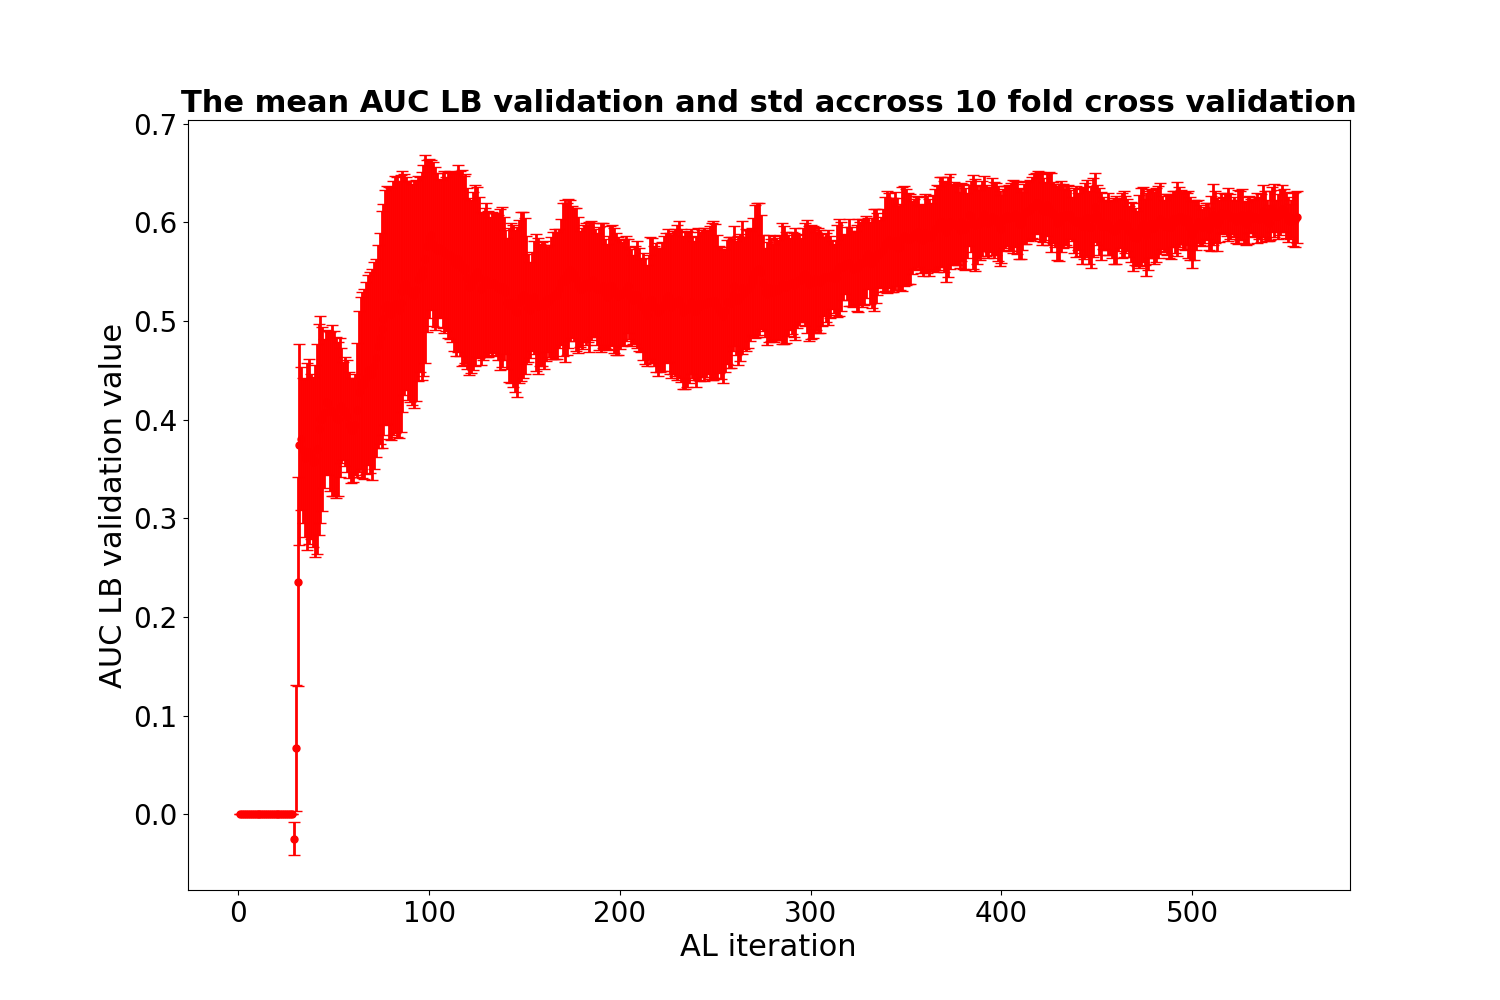 The mean AUC LB validation and std accross 10 fold cross validation
0.7
0.6
0.5
0.4
0.3
0.2
0.1
0.0
AUC LB validation value
0 100 200 300 400 500
AL iteration